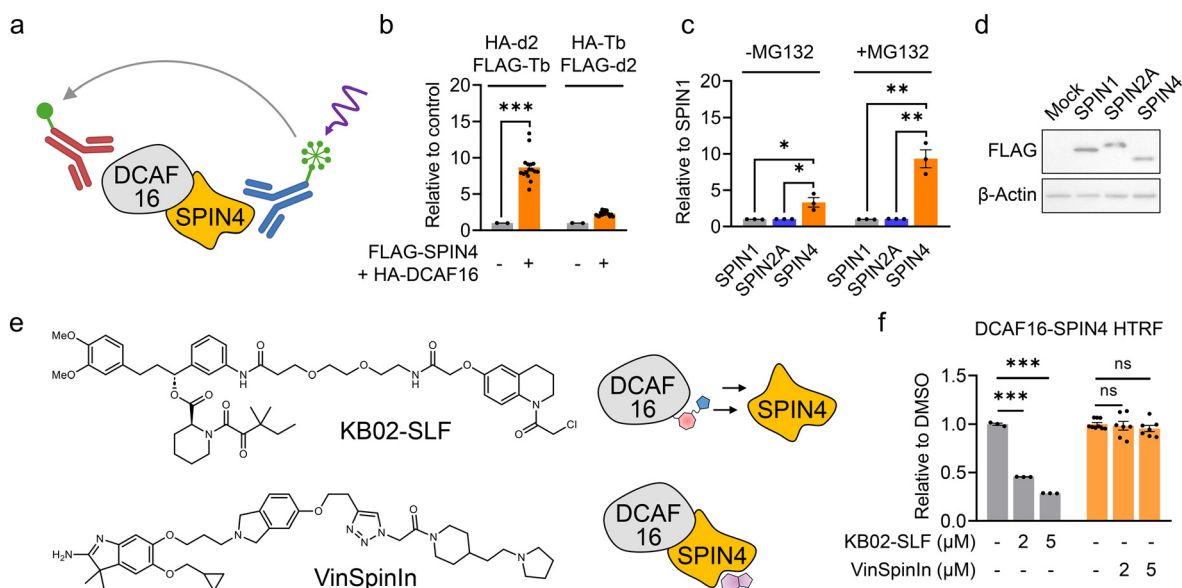 a
DCAF
16
SPIN4
b
HA-d2
FLAG-Tb
HA-Tb
FLAG-d2
Relative to control
20
15
10
5
0
***
FLAG-SPIN4
+ HA-DCAF16
- + - +
c
-MG132
+MG132
Relative to SPIN1
20
15
10
5
0
*
*
**
**
SPIN1
SPIN2A
SPIN4
SPIN1
SPIN2A
SPIN4
d
Mock
SPIN1
SPIN2A
SPIN4
FLAG
β-Actin
e
MeO
MeO
O
O
O
N
O
O
N
H
O
O
O
N
H
O
O
N
O
Cl
KB02-SLF
DCAF
16
SPIN4
H₂N
N
O
O
N
O
N
N
N
O
N
N
VinSpinIn
DCAF
16
SPIN4
f
DCAF16-SPIN4 HTRF
Relative to DMSO
1.5
1.0
0.5
0.0
***
***
ns
ns
KB02-SLF (μM) - 2 5 - - -
VinSpinIn (μM) - 2 5